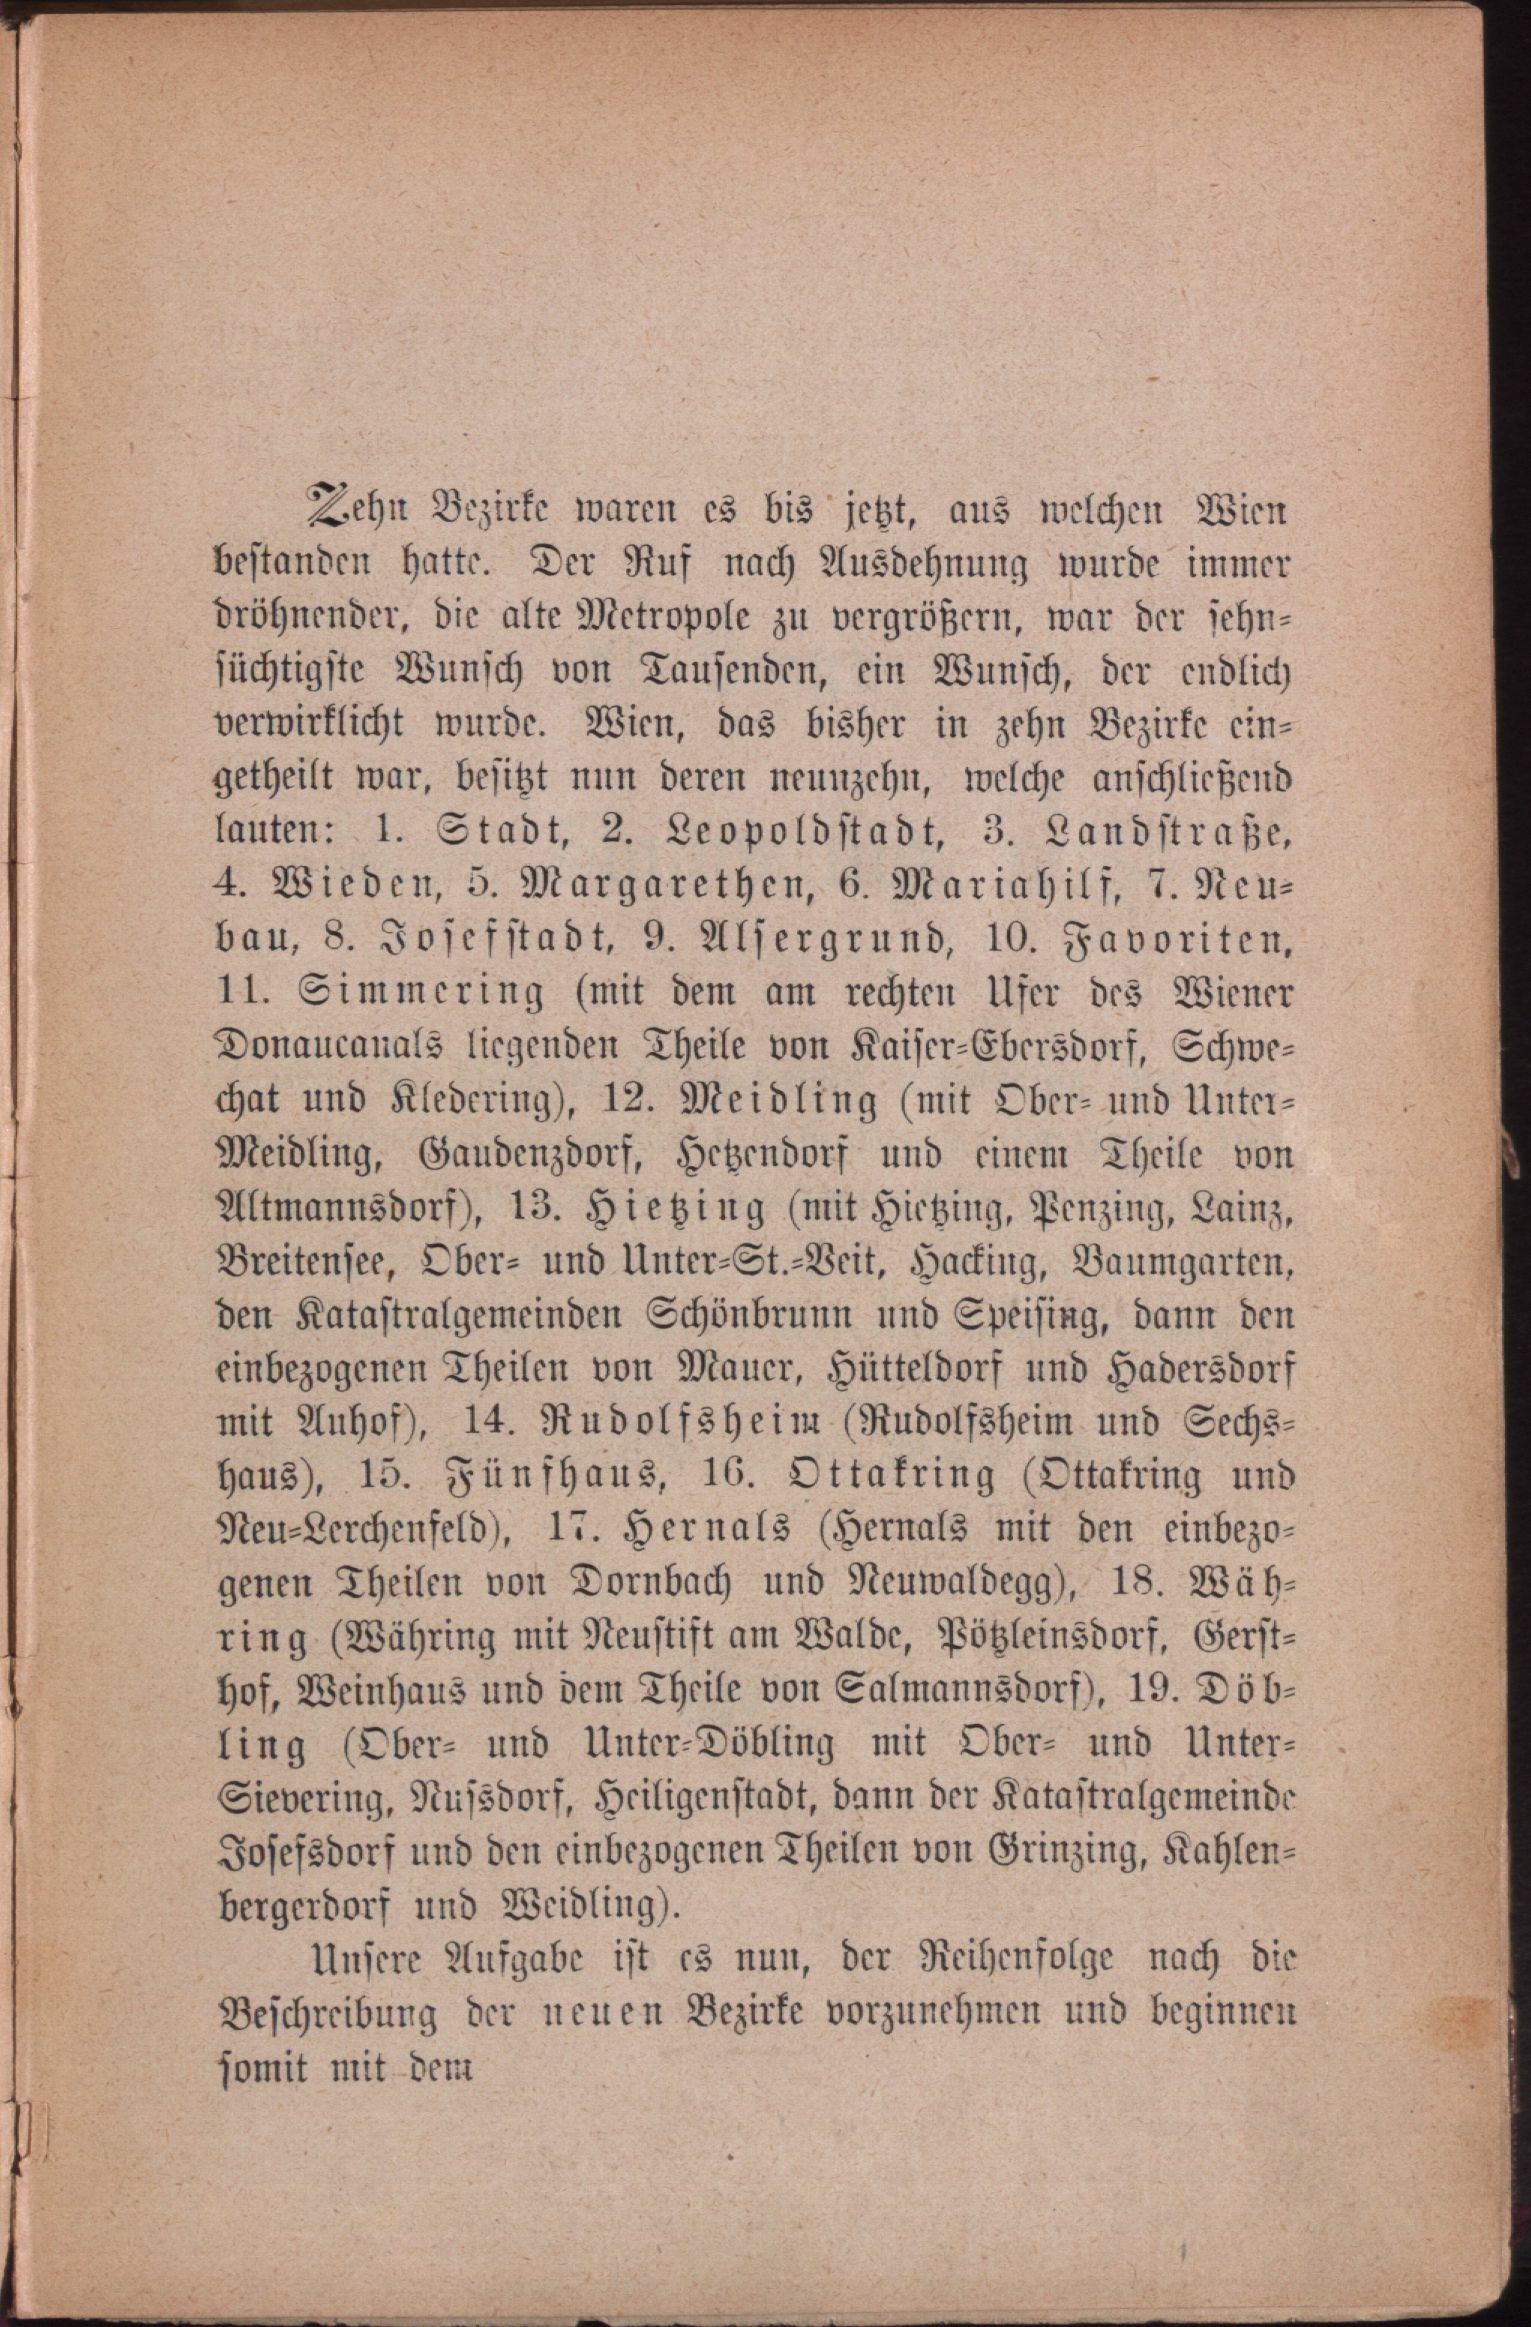 Zehn Bezirke waren es bis jetzt, aus welchen Wien
bestanden hatte. Der Ruf nach Ausdehnung wurde immer
dröhnender, die alte Metropole zu vergrößern, war der sehn-
süchtigste Wunsch von Tausenden, ein Wunsch, der endlich
verwirklicht wurde. Wien, das bisher in zehn Bezirke ein-
getheilt war, besitzt nun deren neunzehn, welche anschließend
lauten: 1. Stadt, 2. Leopoldstadt, 3. Landstraße,
4. Wieden, 5. Margarethen, 6. Mariahilf, 7. Neu-
bau, 8. Josefstadt, 9. Alsergrund, 10. Favoriten,
11. Simmering (mit dem am rechten Ufer des Wiener
Donaucanals liegenden Theile von Kaiser-Ebersdorf, Schwe-
chat und Kledering), 12. Meidling (mit Ober- und Unter-
Meidling, Gaudenzdorf, Hetzendorf und einem Theile von
Altmannsdorf), 13. Hietzing (mit Hietzing, Penzing, Lainz,
Breitensee, Ober- und Unter-St.-Veit, Hacking, Baumgarten,
den Katastralgemeinden Schönbrunn und Speising, dann den
einbezogenen Theilen von Mauer, Hütteldorf und Hadersdorf
mit Auhof), 14. Rudolfsheim (Rudolfsheim und Sechs-
haus), 15. Fünfhaus, 16. Ottakring (Ottakring und
Neu-Lerchenfeld), 17. Hernals (Hernals mit den einbezo-
genen Theilen von Dornbach und Neuwaldegg), 18. Wäh-
ring (Währing mit Neustift am Walde, Pötzleinsdorf, Gerst-
hof, Weinhaus und dem Theile von Salmannsdorf), 19. Döb-
ling (Ober- und Unter-Döbling mit Ober- und Unter-
Sievering, Nussdorf, Heiligenstadt, dann der Katastralgemeinde
Josefsdorf und den einbezogenen Theilen von Grinzing, Kahlen-
bergerdorf und Weidling).
Unsere Aufgabe ist es nun, der Reihenfolge nach die
Beschreibung der neuen Bezirke vorzunehmen und beginnen
somit mit dem